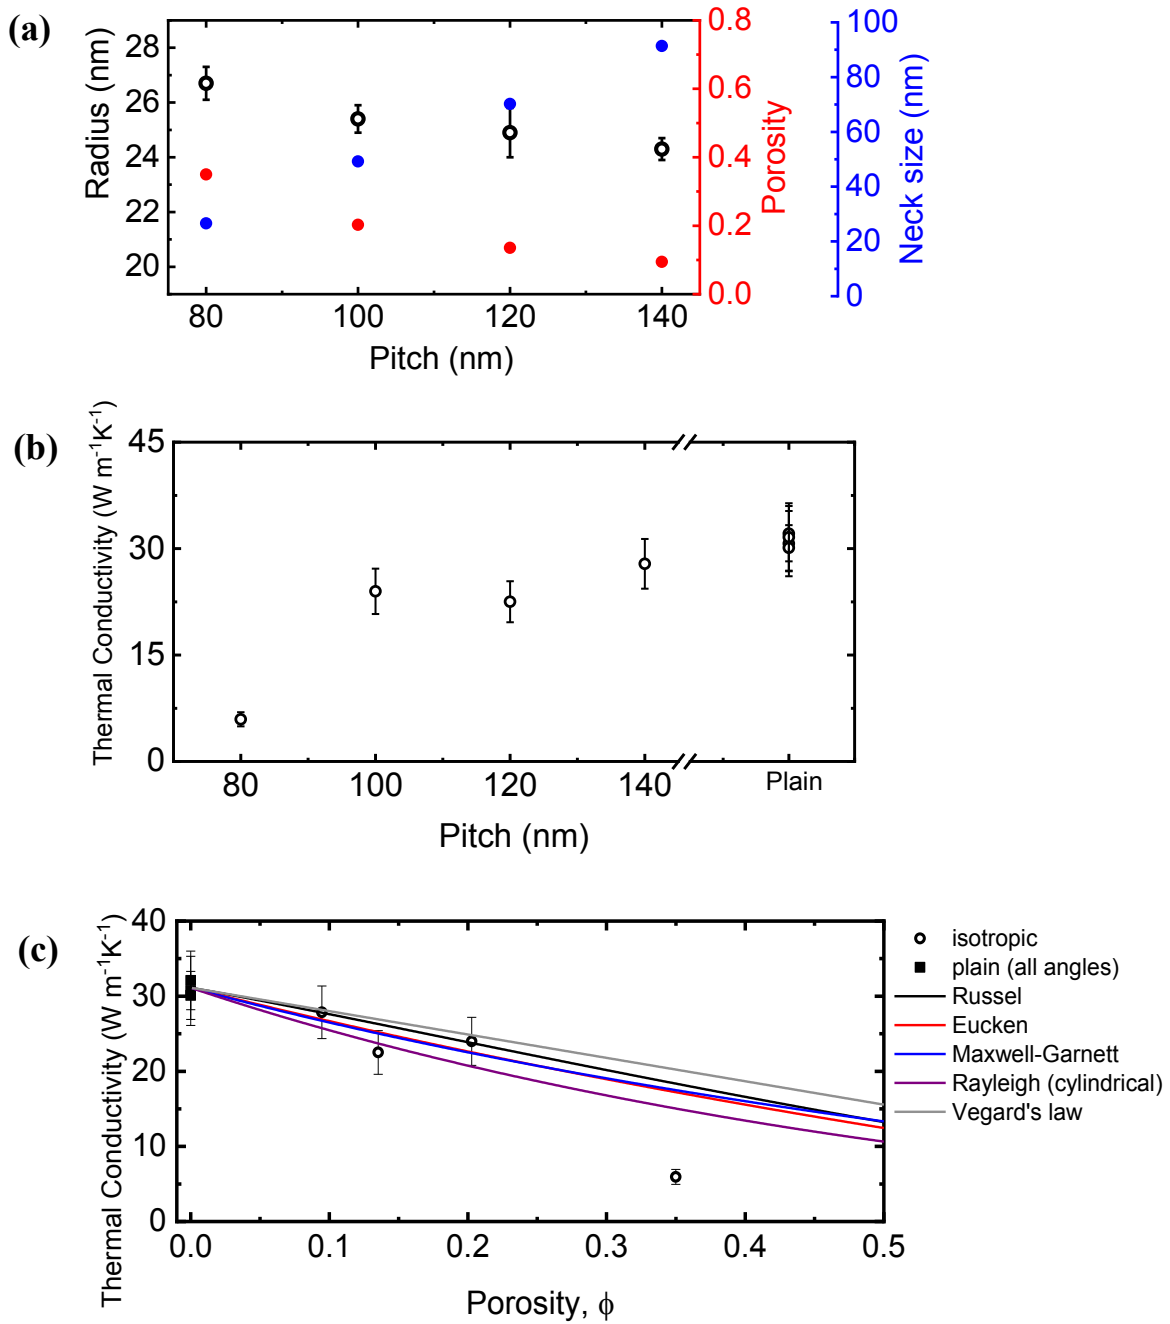 (a)
Radius (nm)
28
26
24
22
20
80
100
120
140
Pitch (nm)
0.8
0.6
0.4
0.2
0.0
Porosity
100
80
60
40
20
0
Neck size (nm)
(b)
Thermal Conductivity (W m⁻¹K⁻¹)
45
30
15
0
80
100
120
140
Plain
Pitch (nm)
(c)
Thermal Conductivity (W m⁻¹K⁻¹)
40
30
20
10
0
0.0
0.1
0.2
0.3
0.4
0.5
Porosity, ϕ
isotropic
plain (all angles)
Russel
Eucken
Maxwell-Garnett
Rayleigh (cylindrical)
Vegard's law